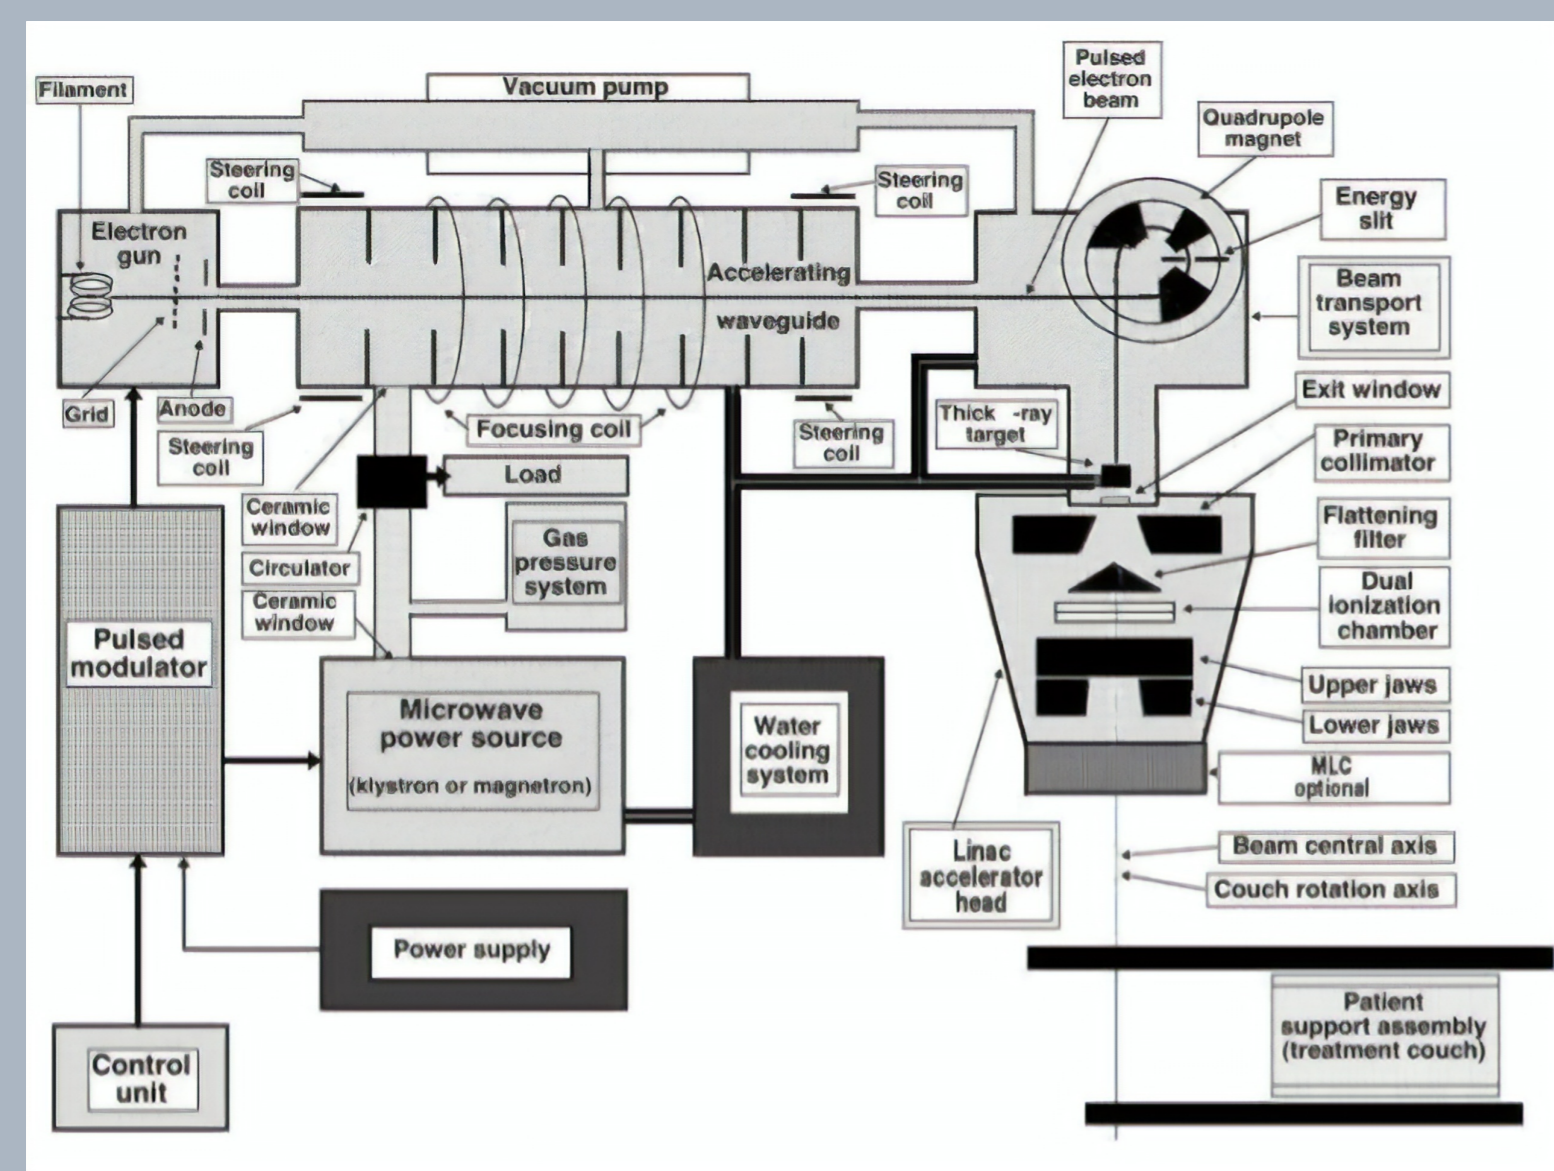 Filament
Vacuum pump
Pulsed
electron
beam
Quadrupole
magnet
Steering
coil
Steering
coil
Energy
slit
Electron
gun
Accelerating
waveguide
Beam
transport
system
Grid
Anode
Steering
coil
Focusing coil
Steering
coil
Thick -ray
target
Exit window
Primary
collimator
Load
Ceramic
window
Circulator
Ceramic
window
Gas
pressure
system
Flattening
filter
Dual
ionization
chamber
Pulsed
modulator
Microwave
power source
(klystron or magnetron)
Water
cooling
system
Upper jaws
Lower jaws
MLC
optional
Linac
accelerator
head
Beam central axis
Couch rotation axis
Power supply
Control
unit
Patient
support assembly
(treatment couch)